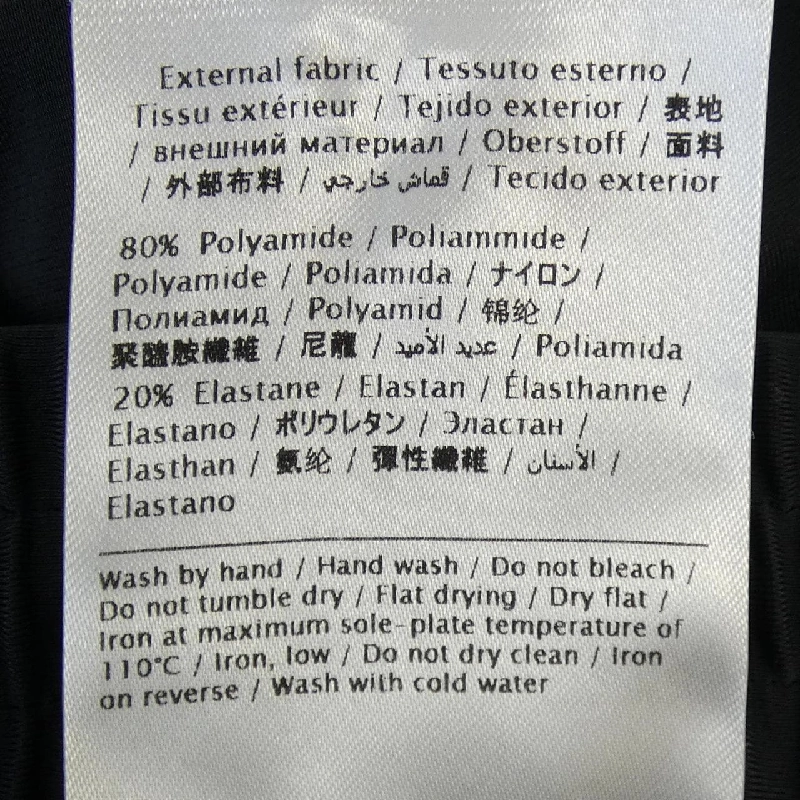 External fabric / Tessuto esterno /
Tissu extérieur / Tejido exterior / 表地
/ внешний материал / Oberstoff / 面料
/ 外部布料 / قماش خارجي / Tecido exterior
80% Polyamide / Poliammide /
Polyamide / Poliamida / ナイロン /
Полиамид / Polyamid / 锦纶 /
聚醯胺纖維 / 尼龍 / عديد الأميد / Poliamida
20% Elastane / Elastan / Élasthanne /
Elastano / ポリウレタン / Эластан /
Elasthan / 氨纶 / 彈性纖維 / الأستان /
Elastano
Wash by hand / Hand wash / Do not bleach /
Do not tumble dry / Flat drying / Dry flat /
Iron at maximum sole-plate temperature of
110°C / Iron, low / Do not dry clean / Iron
on reverse / Wash with cold water